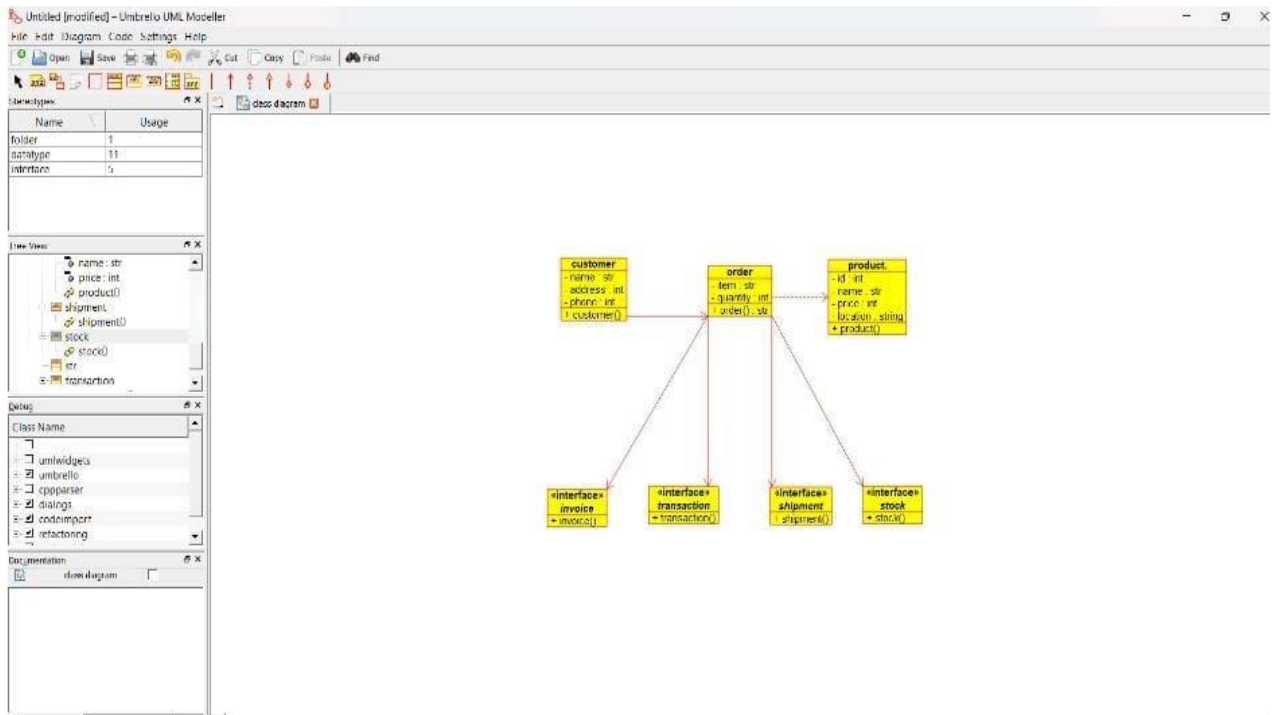 Untitled [modified] – Umbrello UML Modeller
File Edit Diagram Code Settings Help
Open Save Cut Copy Paste Find
Stereotypes
class diagram
Name Usage
folder 1
datatype 11
interface 5
Tree View
name : str
price : int
product()
shipment
shipment()
stock
stock()
str
transaction
Debug
Class Name
umlwidgets
umbrello
cppparser
dialogs
codeimport
refactoring
Documentation
class diagram
customer
- name : str
- address : int
- phone : int
+ customer()
order
- item : str
- quantity : int
+ order() : str
product.
- id : int
- name : str
- price : int
- location : string
+ product()
«interface»
invoice
+ invoice()
«interface»
transaction
+ transaction()
«interface»
shipment
+ shipment()
«interface»
stock
+ stock()